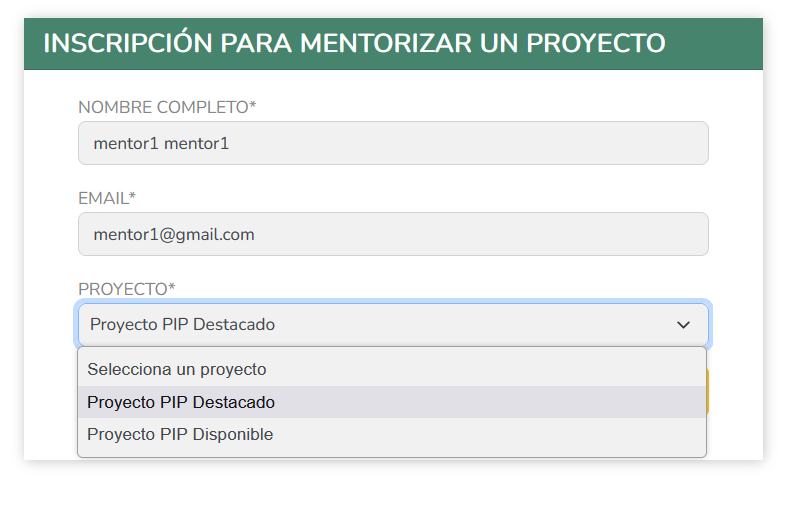 INSCRIPCIÓN PARA MENTORIZAR UN PROYECTO
NOMBRE COMPLETO*
mentor1 mentor1
EMAIL*
mentor1@gmail.com
PROYECTO*
Proyecto PIP Destacado
Selecciona un proyecto
Proyecto PIP Destacado
Proyecto PIP Disponible